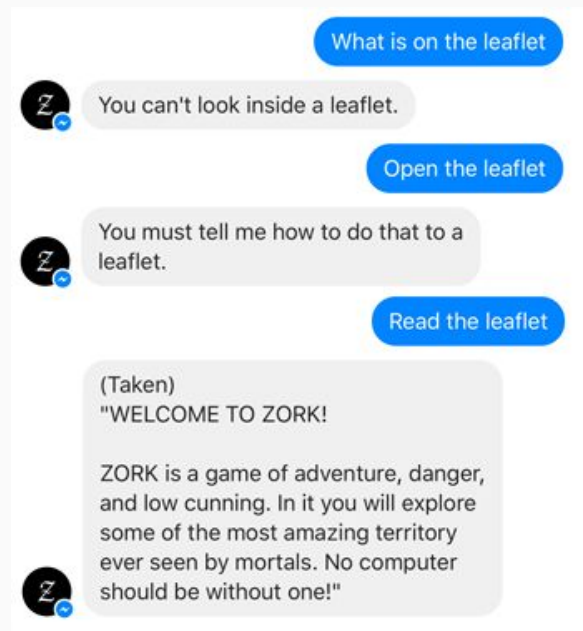 What is on the leaflet
You can't look inside a leaflet.
Open the leaflet
You must tell me how to do that to a
leaflet.
Read the leaflet
(Taken)
"WELCOME TO ZORK!
ZORK is a game of adventure, danger,
and low cunning. In it you will explore
some of the most amazing territory
ever seen by mortals. No computer
should be without one!"
Z